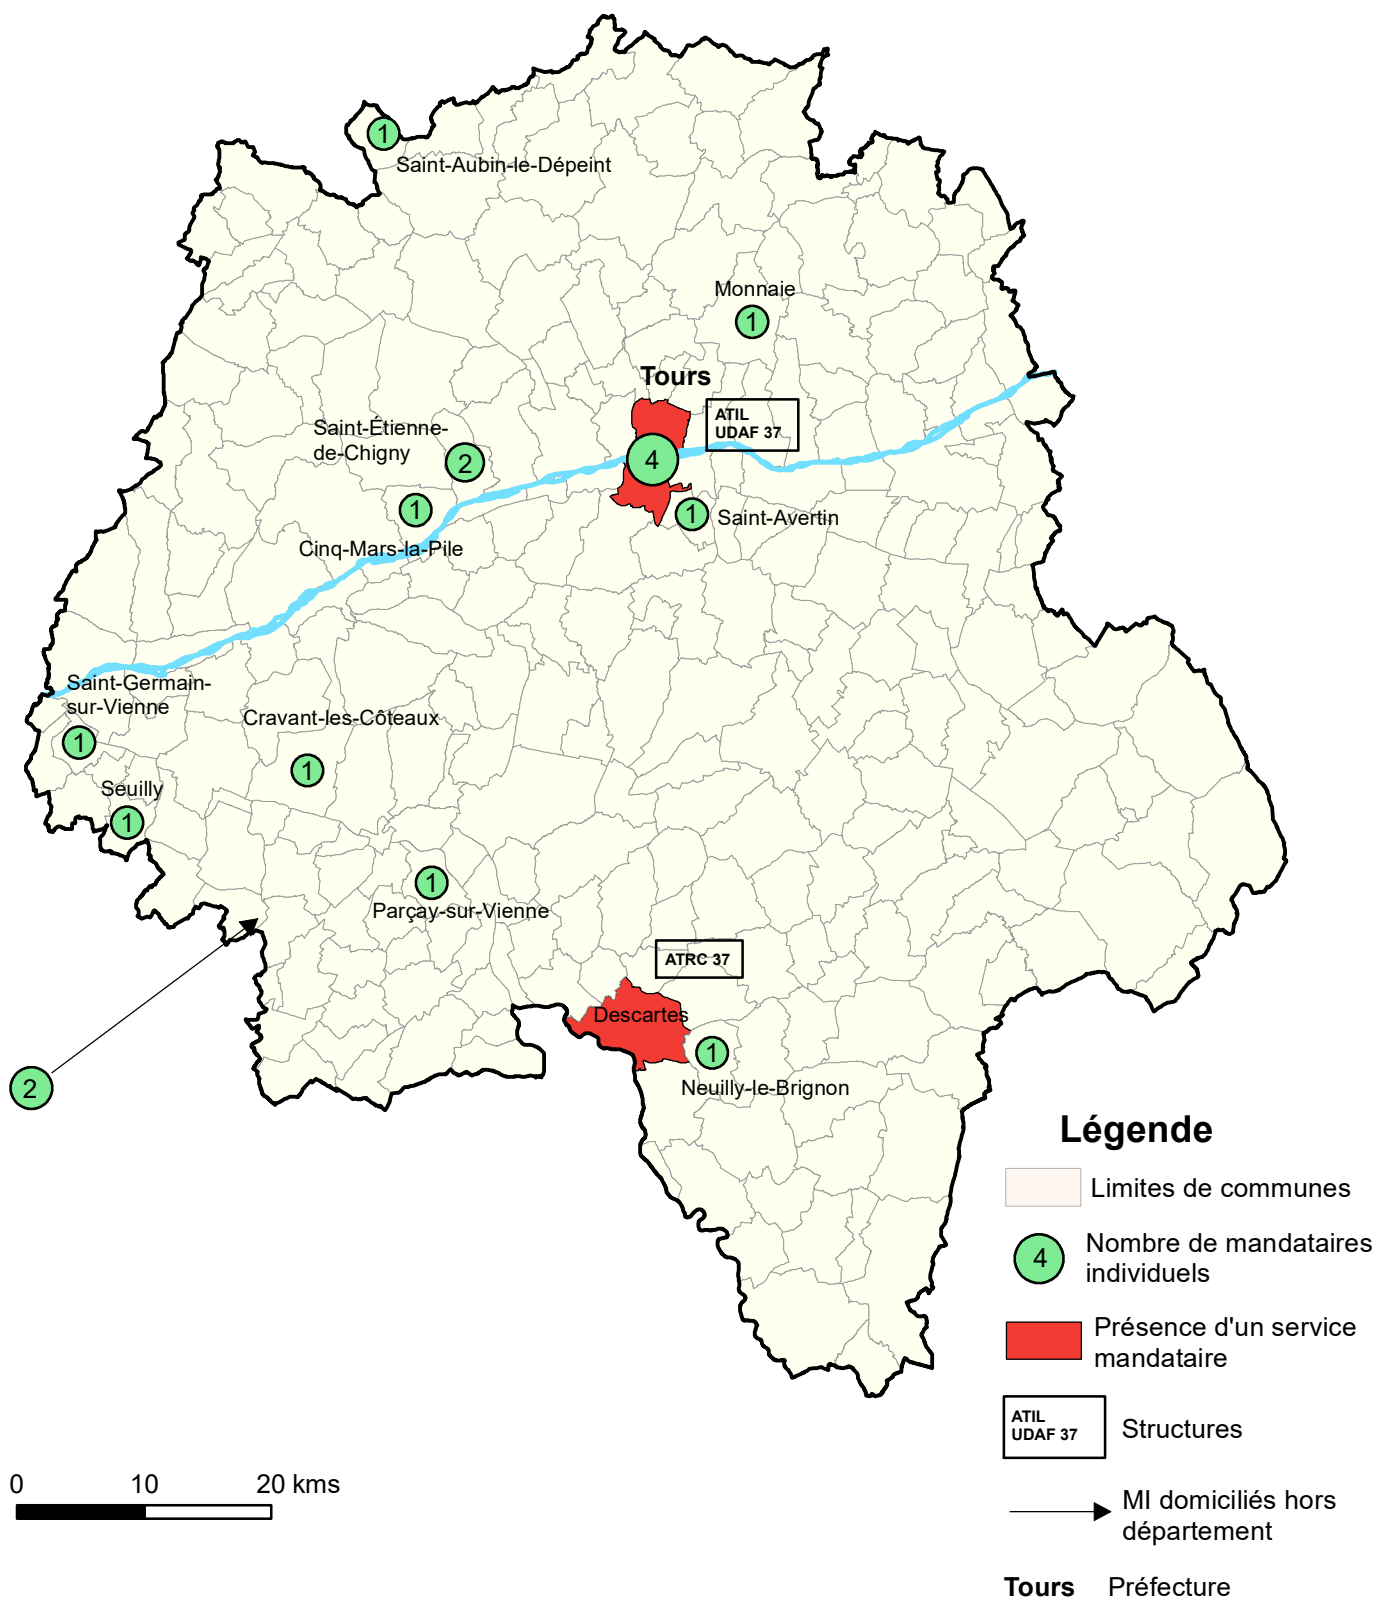 1
Saint-Aubin-le-Dépeint
Monnaie
1
Tours
ATIL
UDAF 37
Saint-Étienne-
de-Chigny
2
4
1
1
Saint-Avertin
Cinq-Mars-la-Pile
Saint-Germain-
sur-Vienne
Cravant-les-Côteaux
1
1
Seuilly
1
1
Parçay-sur-Vienne
ATRC 37
Descartes
1
2
Neuilly-le-Brignon
Légende
Limites de communes
4
Nombre de mandataires
individuels
Présence d'un service
mandataire
ATIL
UDAF 37
Structures
0 10 20 kms
MI domiciliés hors
département
Tours Préfecture